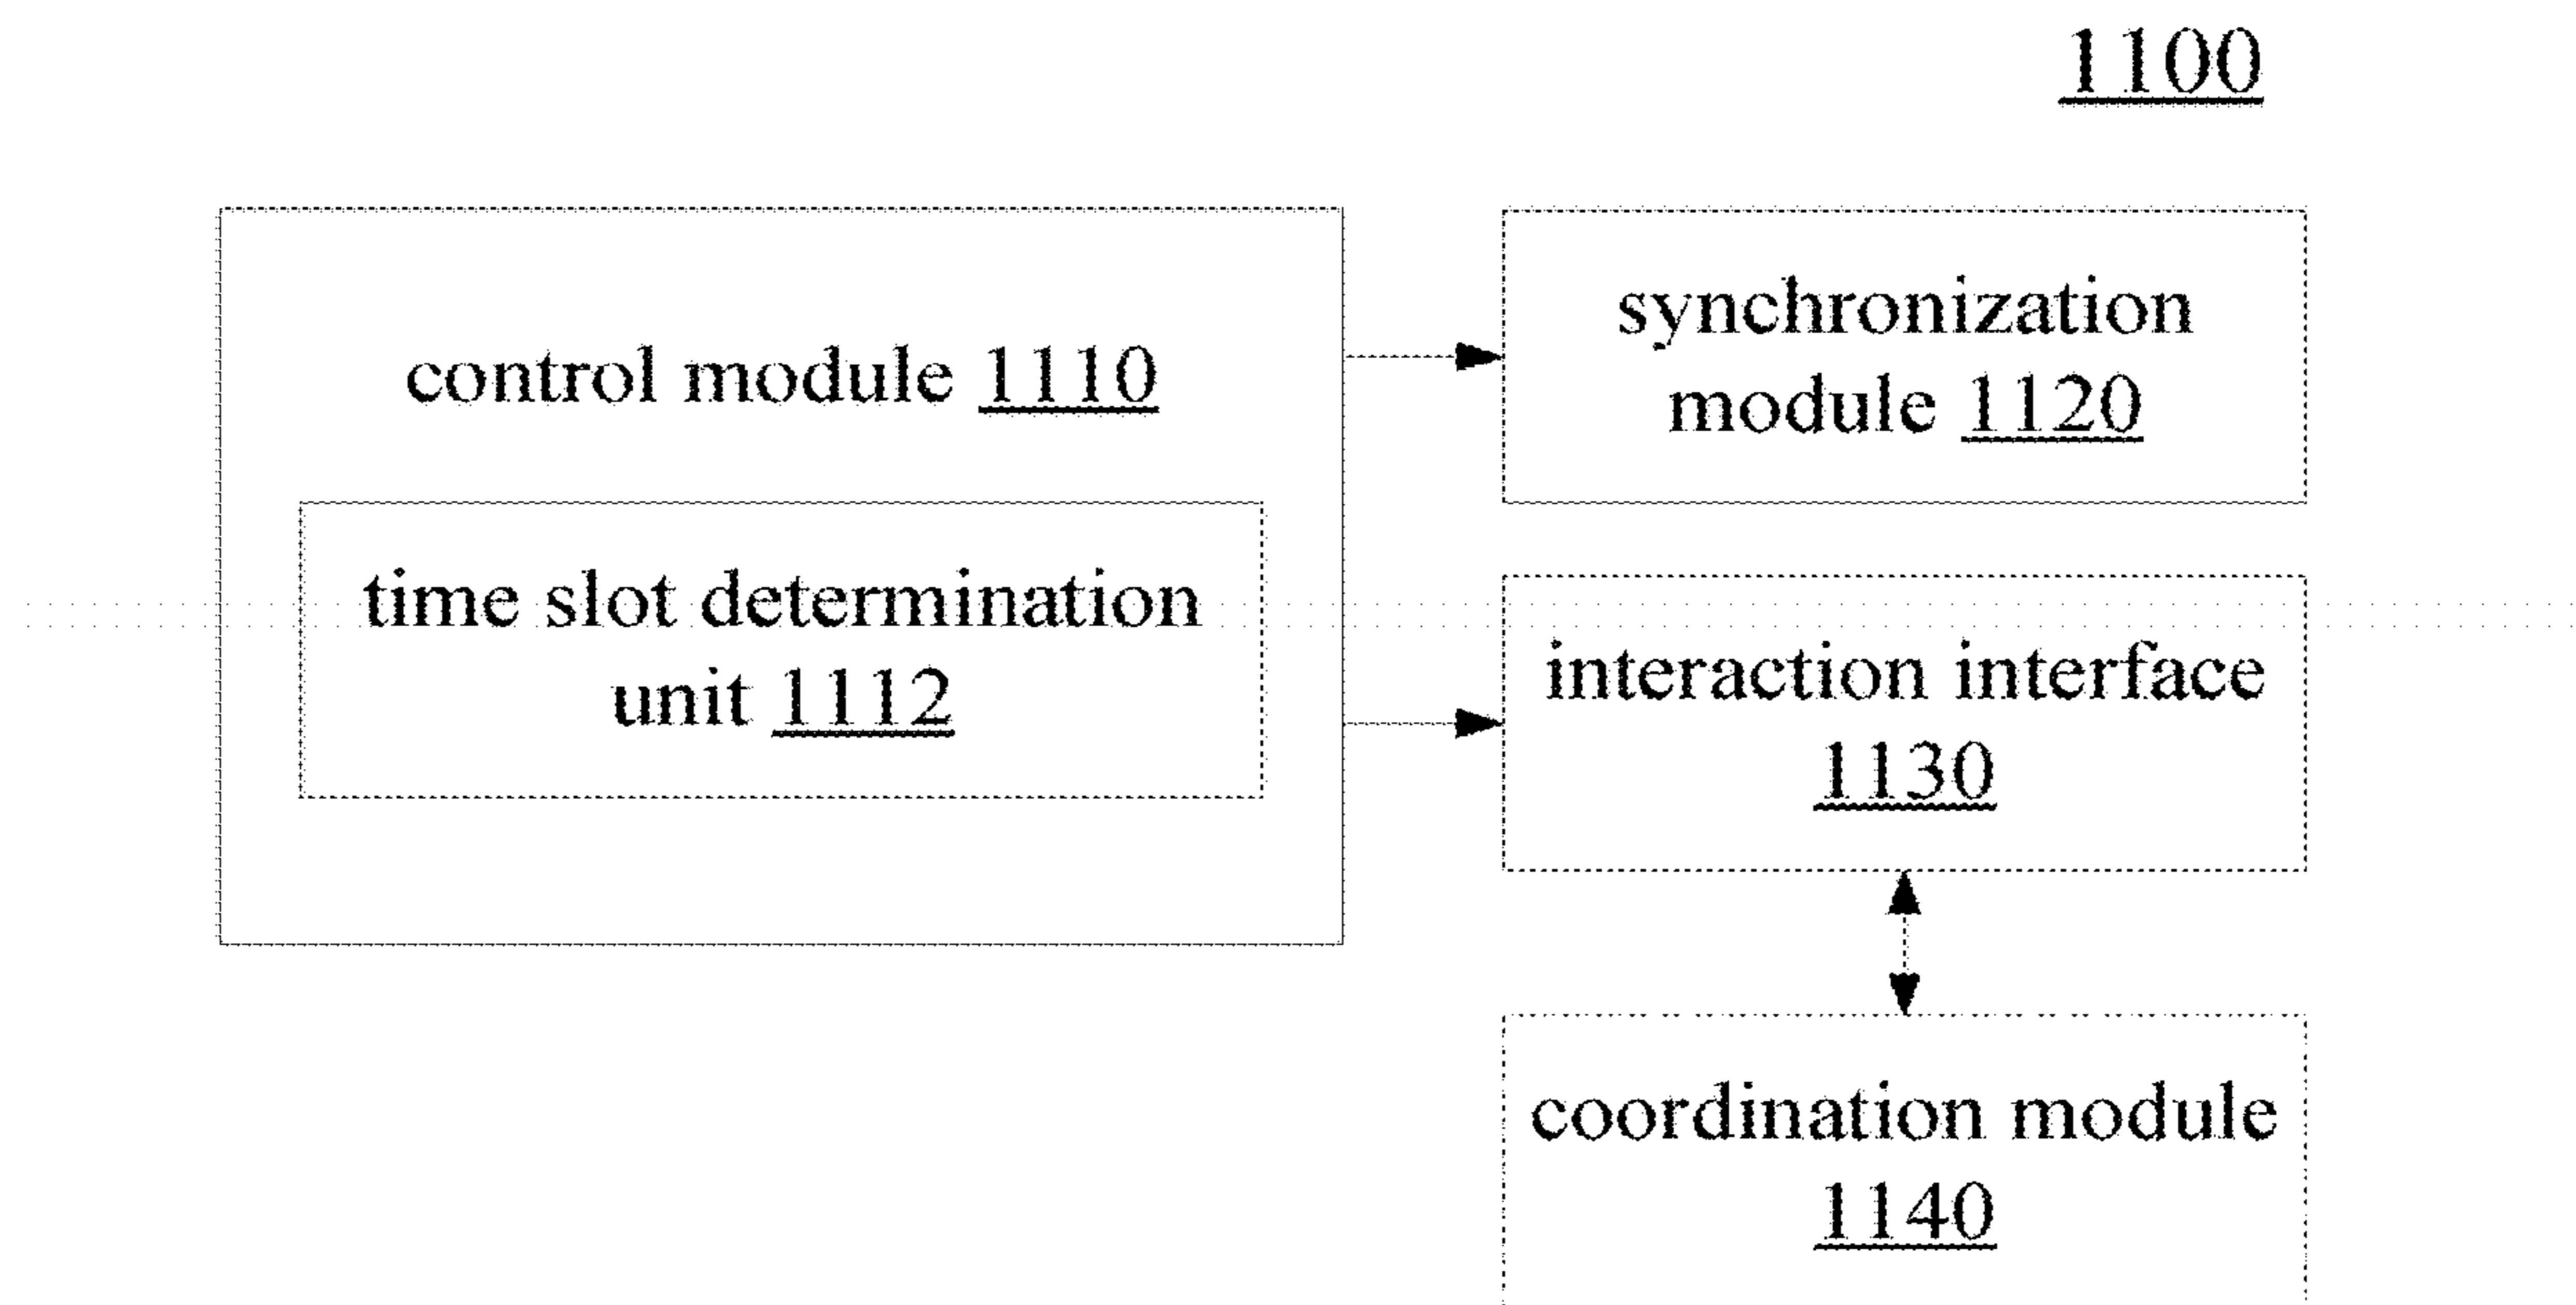 1100
control module 1110
time slot determination
unit 1112
synchronization
module 1120
interaction interface
1130
coordination module
1140